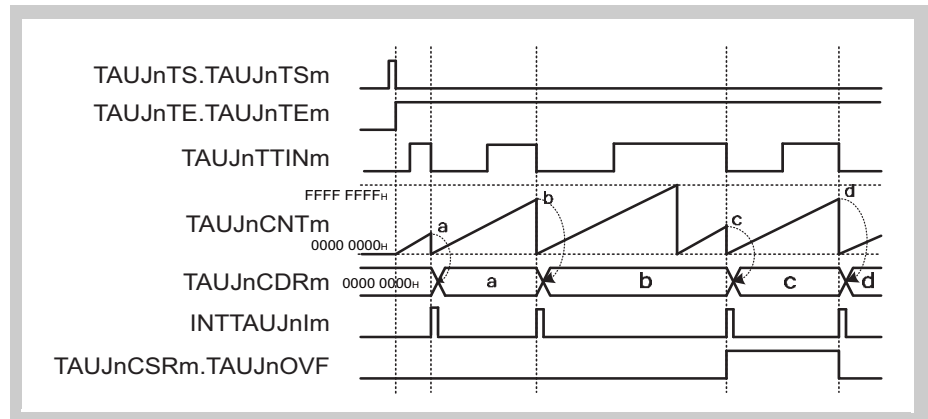 TAUJnTS.TAUJnTSm
TAUJnTE.TAUJnTEm
TAUJnTTINm
FFFF FFFFH
TAUJnCNTm
0000 0000H
a
b
c
d
TAUJnCDRm 0000 0000H a b c d
INTTAUJnIm
TAUJnCSRm.TAUJnOVF